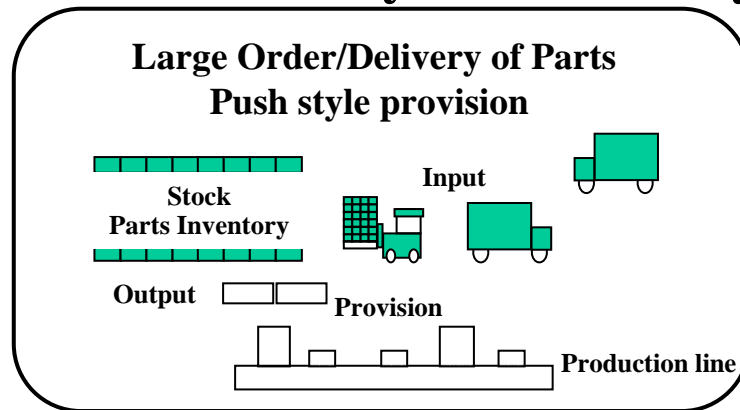 Large Order/Delivery of Parts
Push style provision
Input
Stock
Parts Inventory
Output
Provision
Production line